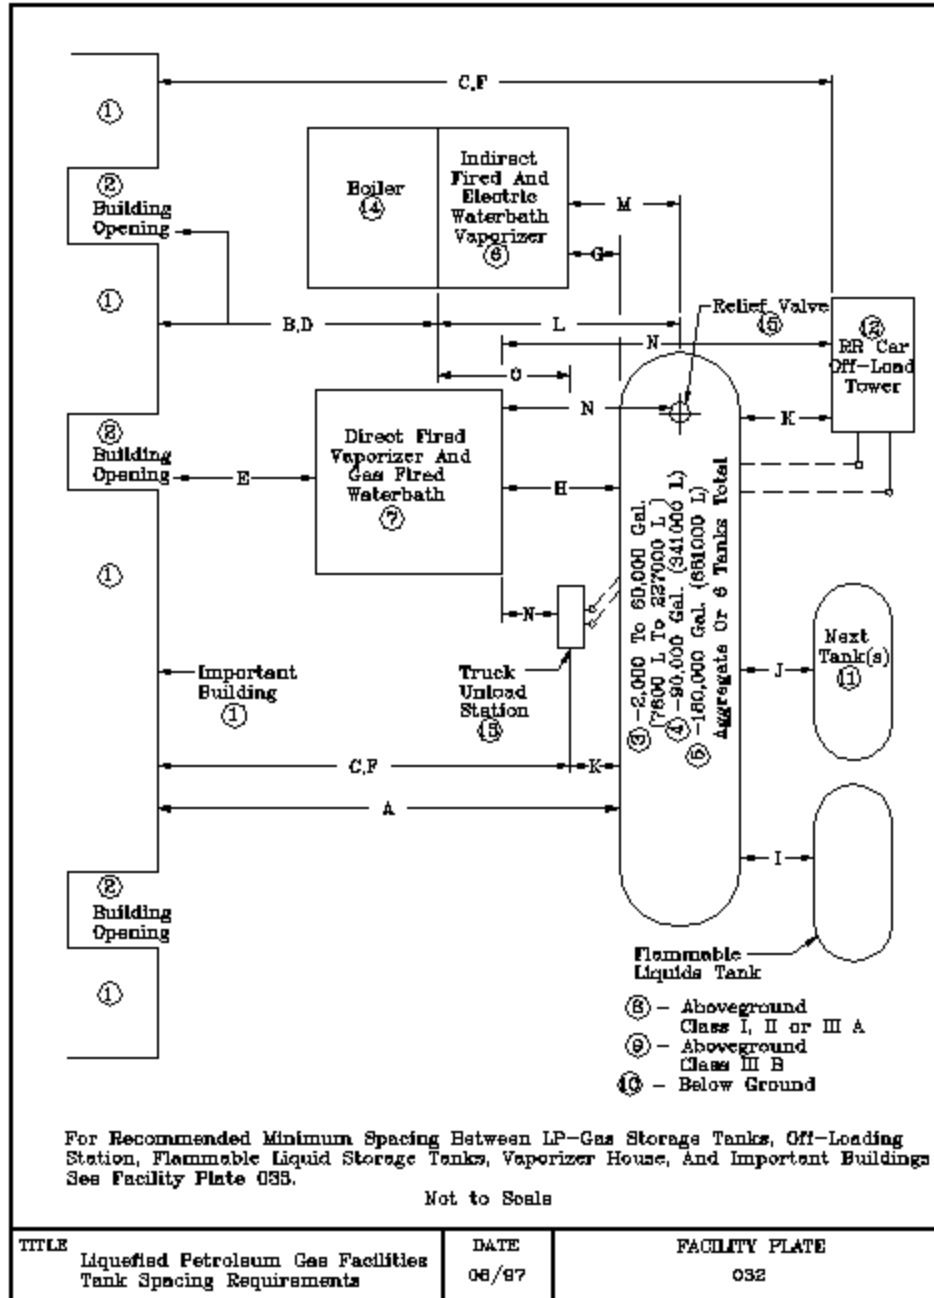 C,F
1
2
Building
Opening
Boiler
14
Indirect
Fired And
Electric
Waterbath
Vaporizer
6
M
G
1
B,D
L
Relief Valve
15
N
12
RR Car
Off-Load
Tower
O
N
K
2
Building
Opening
E
Direct Fired
Vaporizer And
Gas Fired
Waterbath
7
H
3 -2,000 To 60,000 Gal.
(7600 L To 227000 L)
4 -90,000 Gal. (341000 L)
5 -180,000 Gal. (681000 L)
Aggregate Or 6 Tanks Total
1
N
Next
Tank(s)
11
J
Important
Building
1
Truck
Unload
Station
13
C,F
K
A
I
2
Building
Opening
1
Flammable
Liquids Tank
8 - Aboveground
Class I, II or III A
9 - Aboveground
Class III B
10 - Below Ground
For Recommended Minimum Spacing Between LP-Gas Storage Tanks, Off-Loading
Station, Flammable Liquid Storage Tanks, Vaporizer House, And Important Buildings
See Facility Plate 033.
Not to Scale
TITLE
Liquefied Petroleum Gas Facilities
Tank Spacing Requirements
DATE
06/97
FACILITY PLATE
032